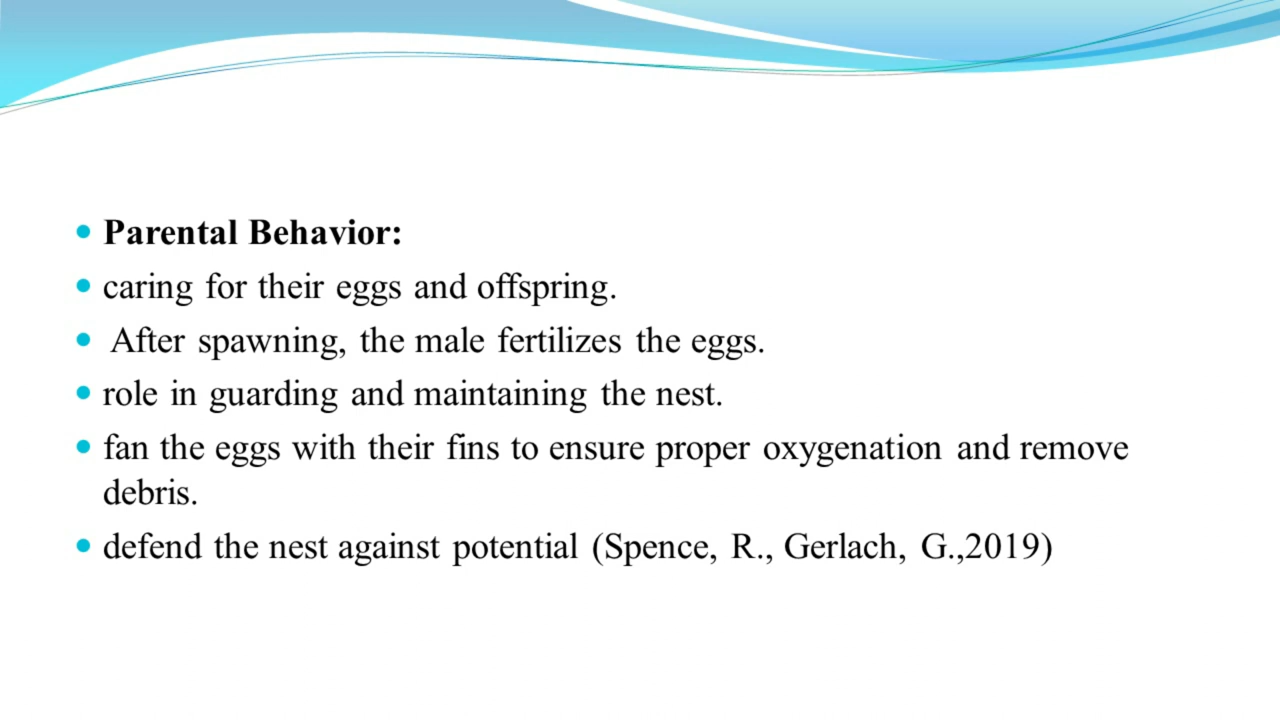 Parental Behavior:
caring for their eggs and offspring.
After spawning, the male fertilizes the eggs.
role in guarding and maintaining the nest.
fan the eggs with their fins to ensure proper oxygenation and remove
debris.
defend the nest against potential (Spence, R., Gerlach, G.,2019)